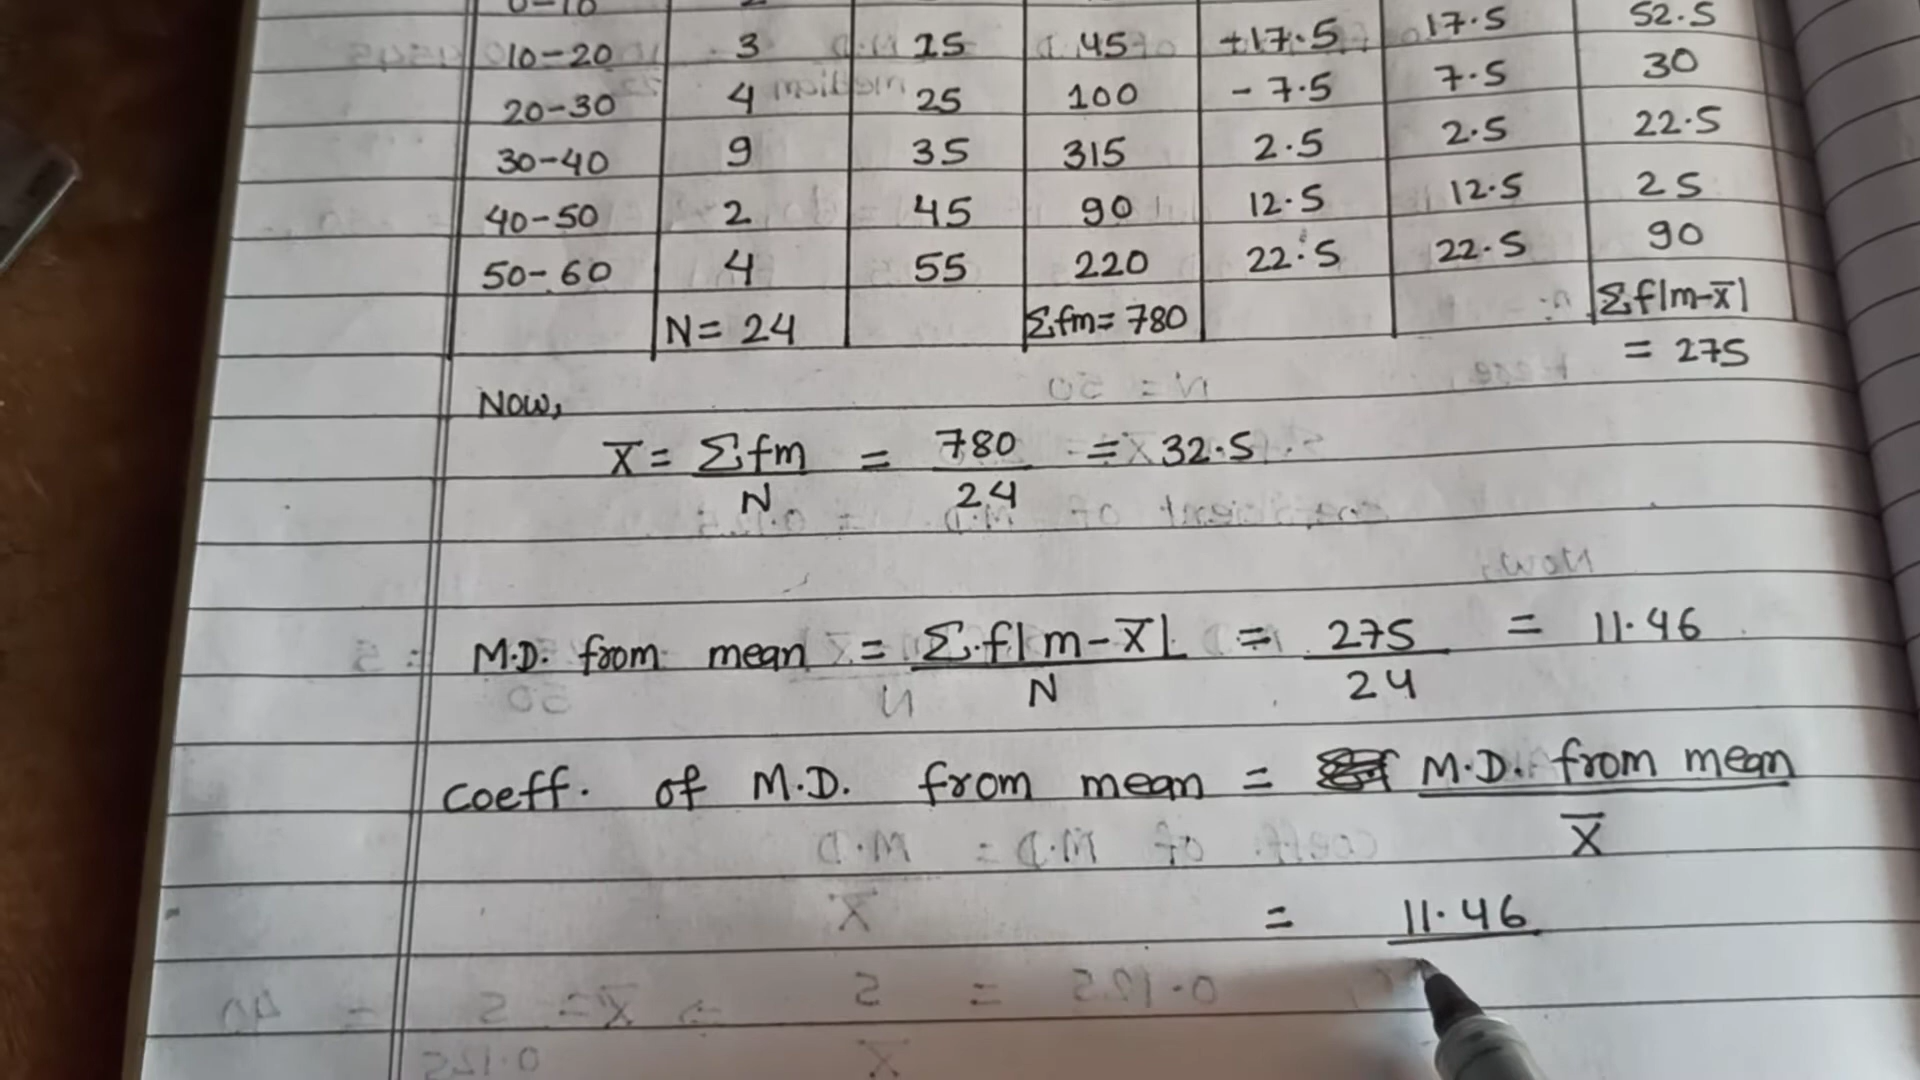 0-10
10-20 3 15 45 +17.5 17.5 52.5
20-30 4 25 100 - 7.5 7.5 30
30-40 9 35 315 2.5 2.5 22.5
40-50 2 45 90 12.5 12.5 25
50-60 4 55 220 22.5 22.5 90
N = 24 Σfm = 780 Σf|m-x̄|
= 275
Now,
X̄ = Σfm / N = 780 / 24 = 32.5
M.D. from mean = Σf|m-X̄| / N = 275 / 24 = 11.46
coeff. of M.D. from mean = M.D. from mean / X̄
= 11.46